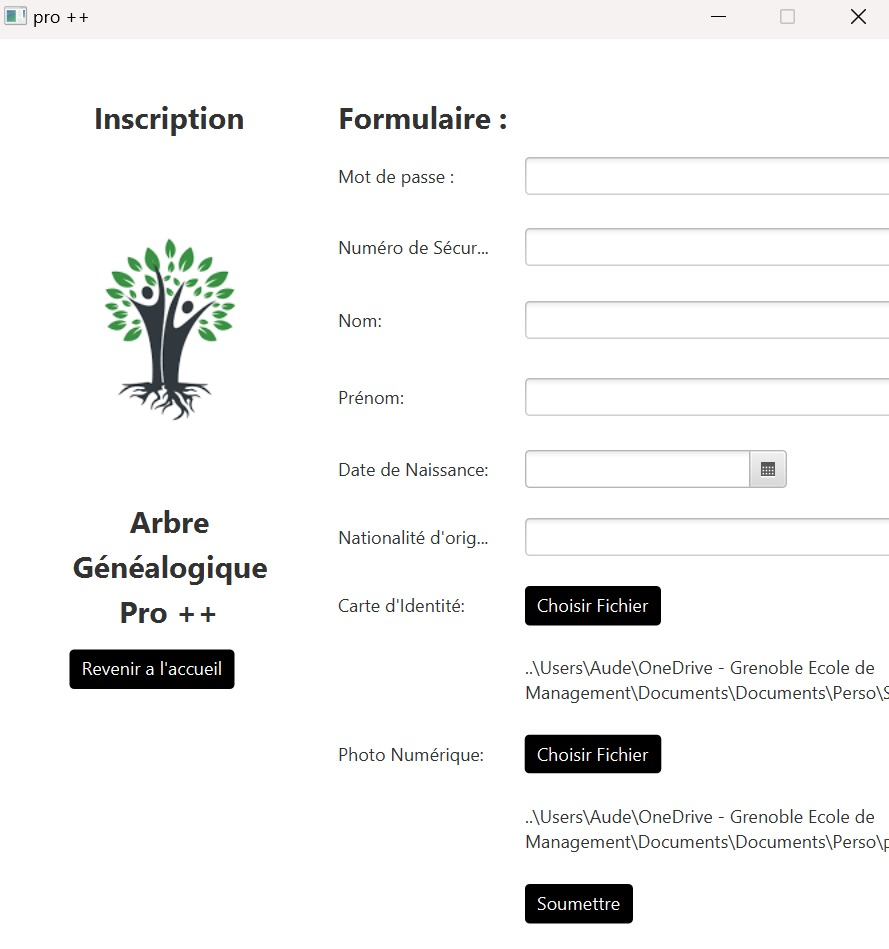 pro ++
Inscription
Arbre
Généalogique
Pro ++
Revenir a l'accueil
Formulaire :
Mot de passe :
Numéro de Sécur...
Nom:
Prénom:
Date de Naissance:
Nationalité d'orig...
Carte d'Identité:
Choisir Fichier
..\Users\Aude\OneDrive - Grenoble Ecole de
Management\Documents\Documents\Perso\S
Photo Numérique:
Choisir Fichier
..\Users\Aude\OneDrive - Grenoble Ecole de
Management\Documents\Documents\Perso\p
Soumettre